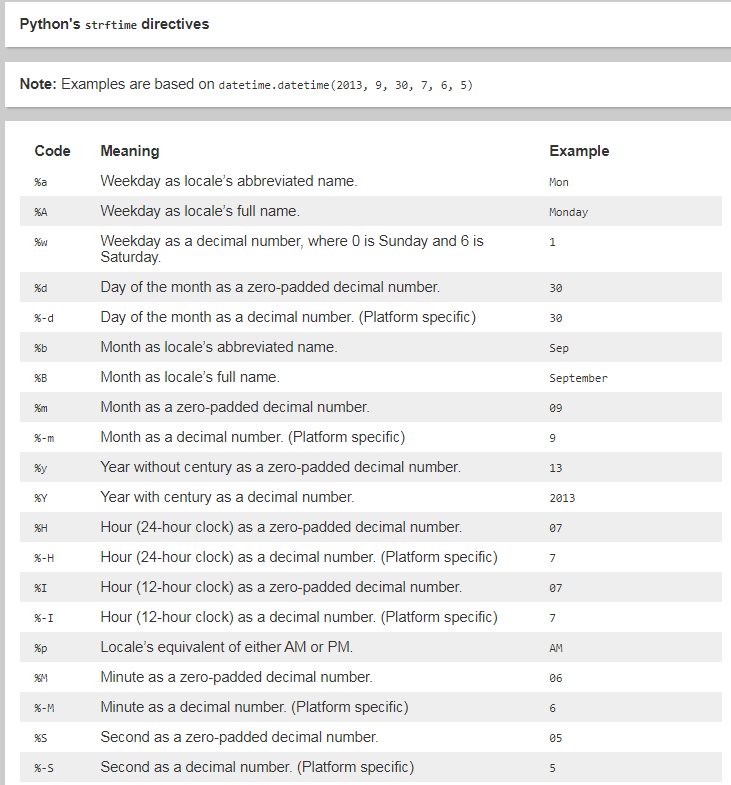 Python's strftime directives
Note: Examples are based on datetime.datetime(2013, 9, 30, 7, 6, 5)
Code Meaning Example
%a Weekday as locale’s abbreviated name. Mon
%A Weekday as locale’s full name. Monday
%w Weekday as a decimal number, where 0 is Sunday and 6 is 1
Saturday.
%d Day of the month as a zero-padded decimal number. 30
%-d Day of the month as a decimal number. (Platform specific) 30
%b Month as locale’s abbreviated name. Sep
%B Month as locale’s full name. September
%m Month as a zero-padded decimal number. 09
%-m Month as a decimal number. (Platform specific) 9
%y Year without century as a zero-padded decimal number. 13
%Y Year with century as a decimal number. 2013
%H Hour (24-hour clock) as a zero-padded decimal number. 07
%-H Hour (24-hour clock) as a decimal number. (Platform specific) 7
%I Hour (12-hour clock) as a zero-padded decimal number. 07
%-I Hour (12-hour clock) as a decimal number. (Platform specific) 7
%p Locale’s equivalent of either AM or PM. AM
%M Minute as a zero-padded decimal number. 06
%-M Minute as a decimal number. (Platform specific) 6
%S Second as a zero-padded decimal number. 05
%-S Second as a decimal number. (Platform specific) 5